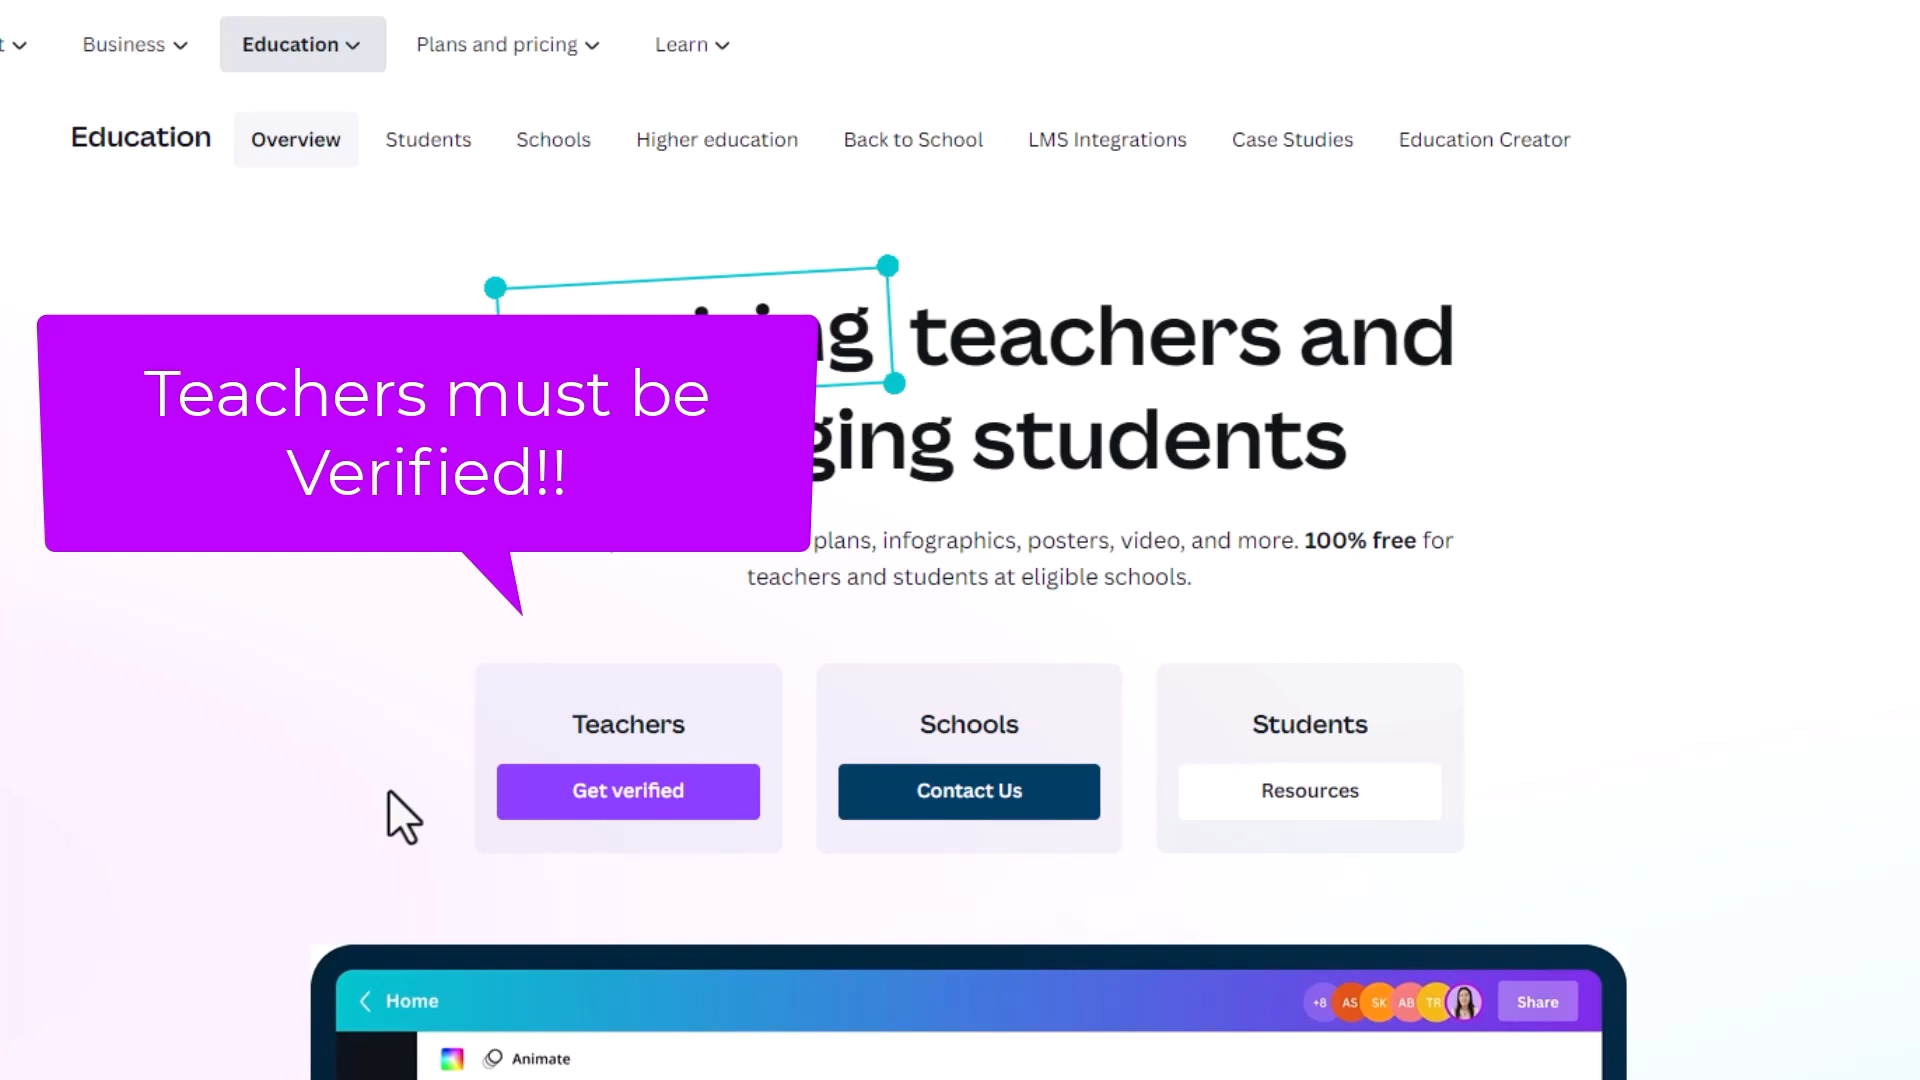 Business
Education
Plans and pricing
Learn
Education
Overview
Students
Schools
Higher education
Back to School
LMS Integrations
Case Studies
Education Creator
teachers and
Teachers must be
Verified!!
students
plans, infographics, posters, video, and more. 100% free for
teachers and students at eligible schools.
Teachers
Schools
Students
Get verified
Contact Us
Resources
Home
+8
AS
SK
AB
TR
Share
Animate